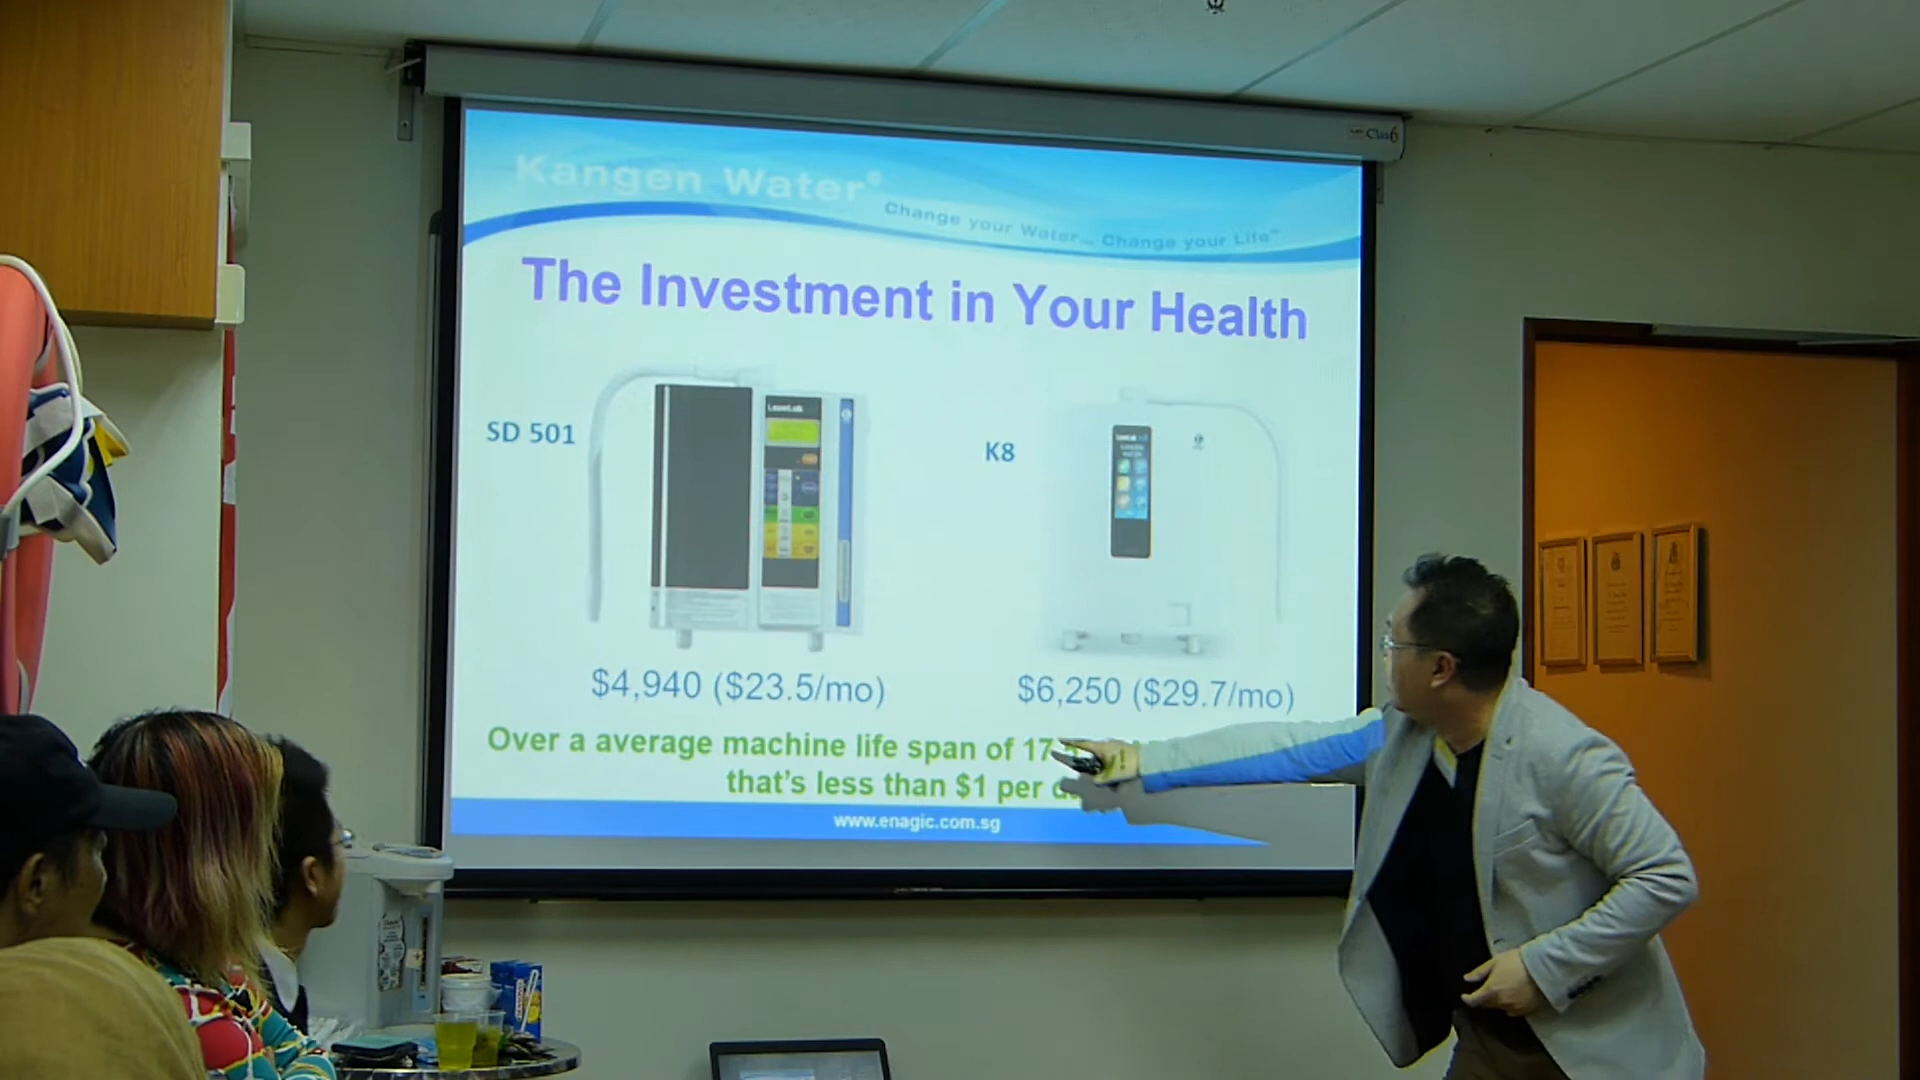 Clas6
Kangen Water®
Change your Water... Change your Life™
The Investment in Your Health
SD 501
K8
LeveLuk
$4,940 ($23.5/mo)
$6,250 ($29.7/mo)
Over a average machine life span of 17
that's less than $1 per
www.enagic.com.sg